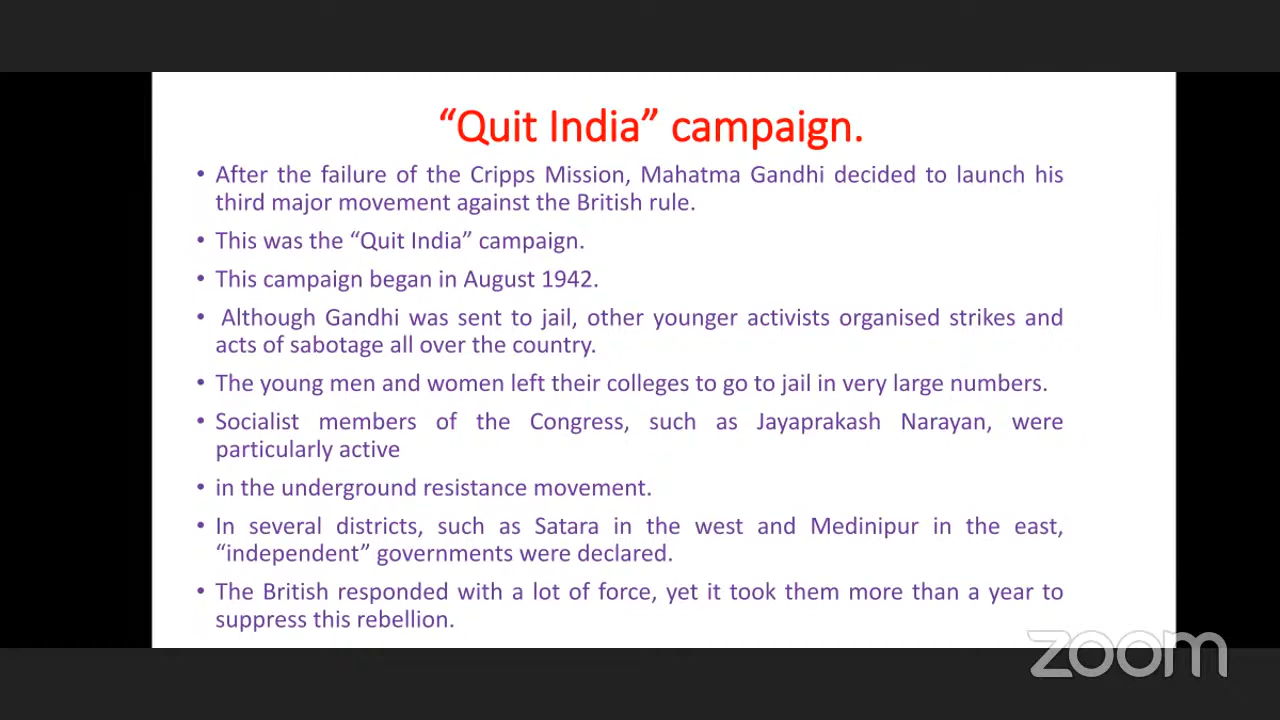 “Quit India” campaign.
• After the failure of the Cripps Mission, Mahatma Gandhi decided to launch his
third major movement against the British rule.
• This was the “Quit India” campaign.
• This campaign began in August 1942.
• Although Gandhi was sent to jail, other younger activists organised strikes and
acts of sabotage all over the country.
• The young men and women left their colleges to go to jail in very large numbers.
• Socialist members of the Congress, such as Jayaprakash Narayan, were
particularly active
• in the underground resistance movement.
• In several districts, such as Satara in the west and Medinipur in the east,
“independent” governments were declared.
• The British responded with a lot of force, yet it took them more than a year to
suppress this rebellion.
zoom